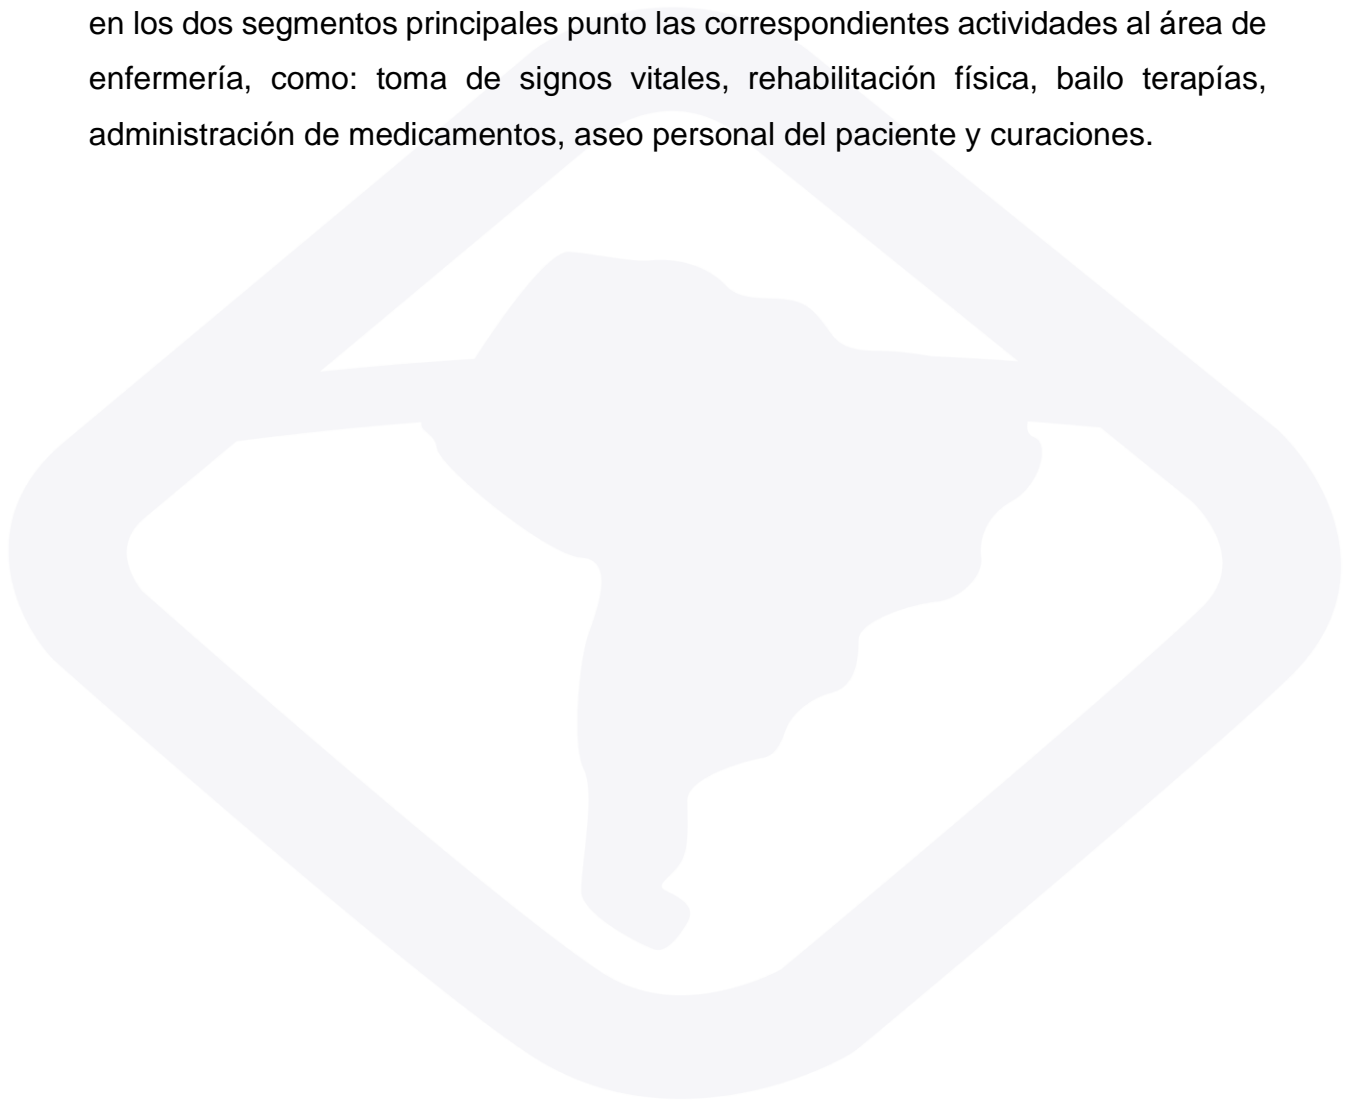 en los dos segmentos principales punto las correspondientes actividades al área de
enfermería, como: toma de signos vitales, rehabilitación física, bailo terapías,
administración de medicamentos, aseo personal del paciente y curaciones.